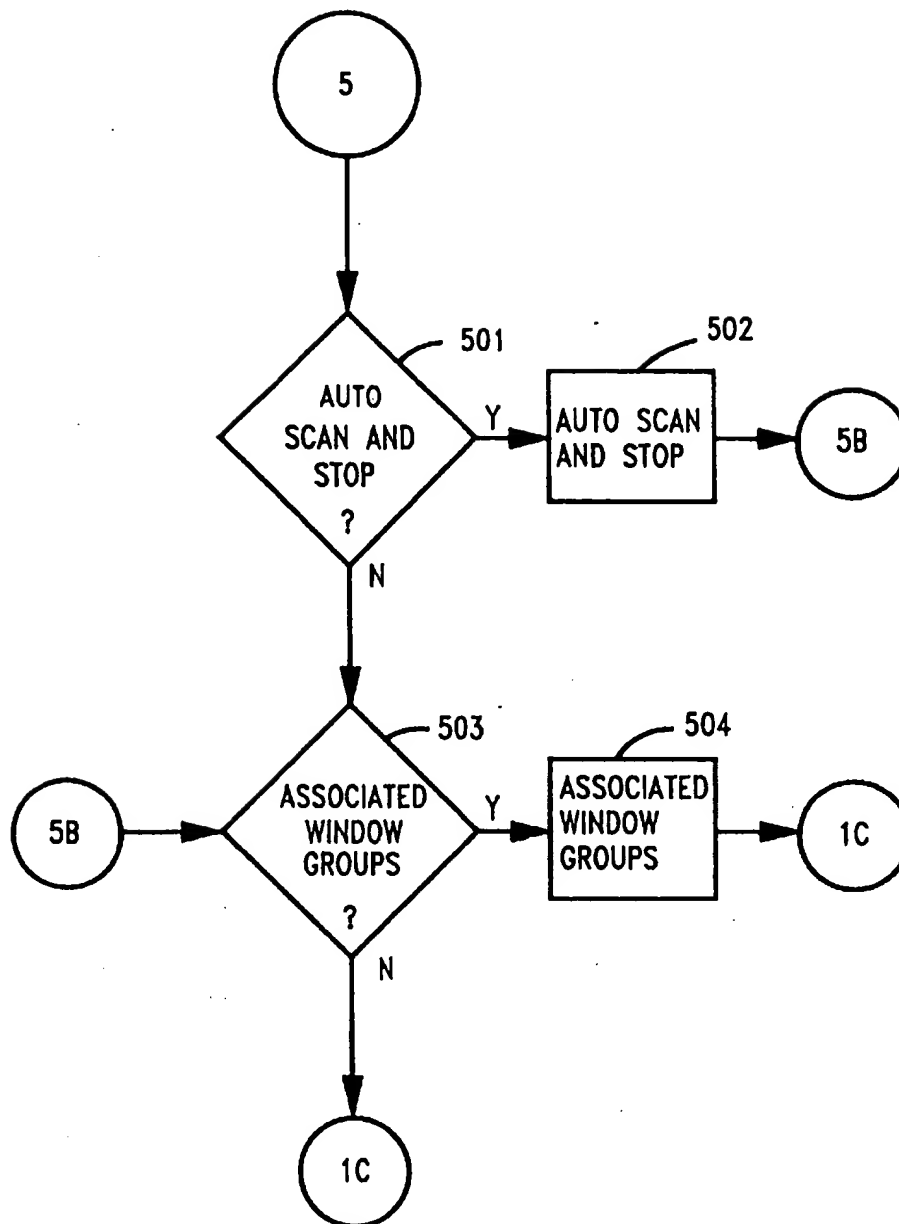 5
501
AUTO
SCAN AND
STOP
?
Y
N
502
AUTO SCAN
AND STOP
5B
5B
503
ASSOCIATED
WINDOW
GROUPS
?
Y
N
504
ASSOCIATED
WINDOW
GROUPS
1C
1C